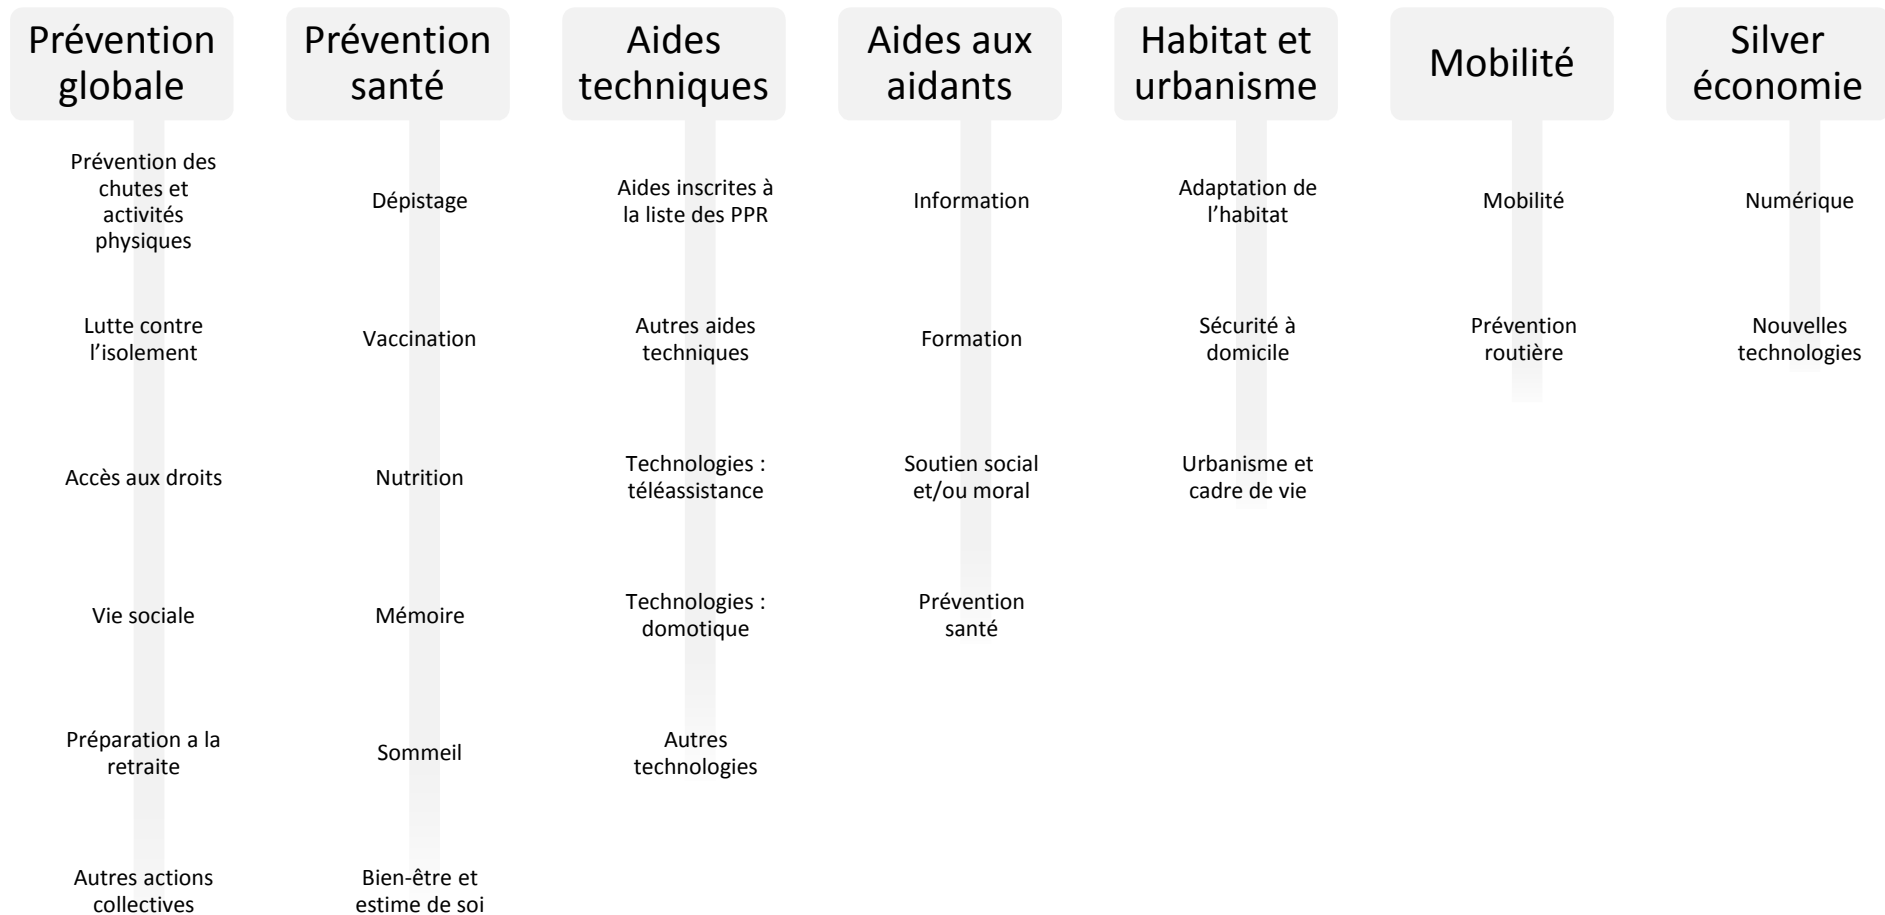 Prévention
globale
Prévention des
chutes et
activités
physiques
Lutte contre
l’isolement
Accès aux droits
Vie sociale
Préparation a la
retraite
Autres actions
collectives
Prévention
santé
Dépistage
Vaccination
Nutrition
Mémoire
Sommeil
Bien-être et
estime de soi
Aides
techniques
Aides inscrites à
la liste des PPR
Autres aides
techniques
Technologies :
téléassistance
Technologies :
domotique
Autres
technologies
Aides aux
aidants
Information
Formation
Soutien social
et/ou moral
Prévention
santé
Habitat et
urbanisme
Adaptation de
l’habitat
Sécurité à
domicile
Urbanisme et
cadre de vie
Mobilité
Mobilité
Prévention
routière
Silver
économie
Numérique
Nouvelles
technologies